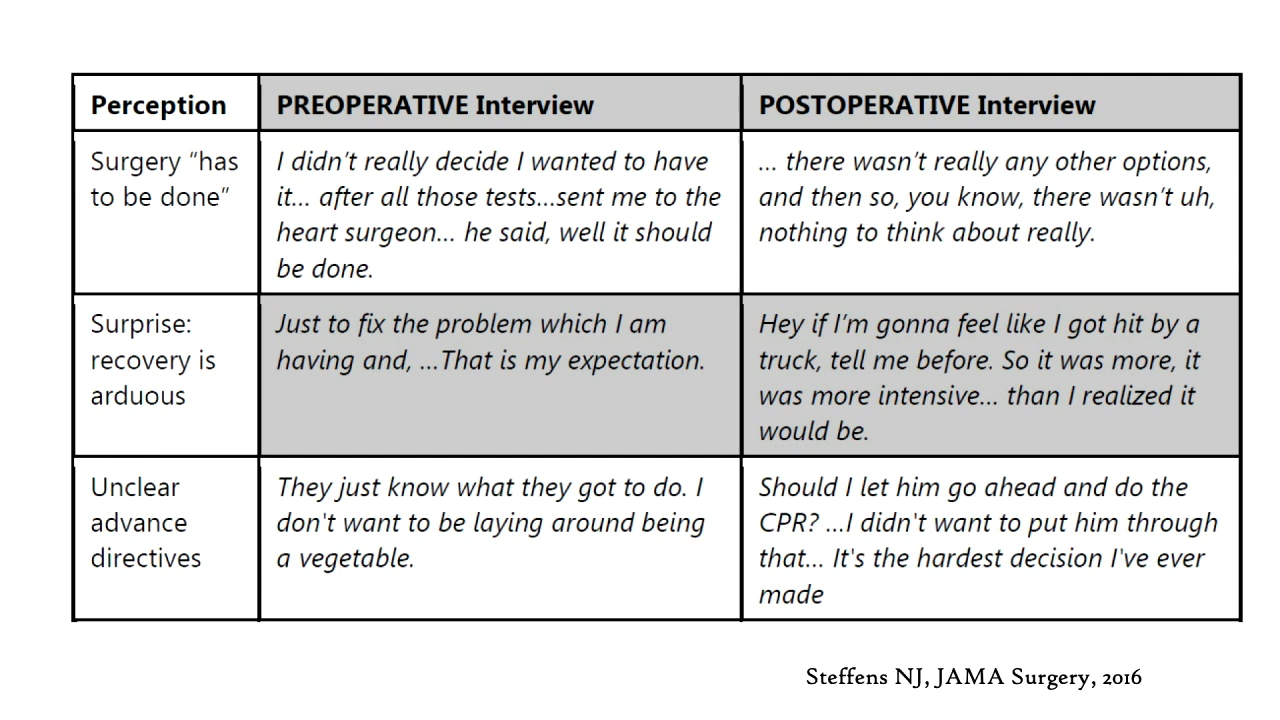 Perception
PREOPERATIVE Interview
POSTOPERATIVE Interview
Surgery “has
to be done”
I didn’t really decide I wanted to have
it... after all those tests...sent me to the
heart surgeon... he said, well it should
be done.
... there wasn’t really any other options,
and then so, you know, there wasn’t uh,
nothing to think about really.
Surprise:
recovery is
arduous
Just to fix the problem which I am
having and, ...That is my expectation.
Hey if I’m gonna feel like I got hit by a
truck, tell me before. So it was more, it
was more intensive... than I realized it
would be.
Unclear
advance
directives
They just know what they got to do. I
don't want to be laying around being
a vegetable.
Should I let him go ahead and do the
CPR? ...I didn't want to put him through
that... It's the hardest decision I've ever
made
Steffens NJ, JAMA Surgery, 2016